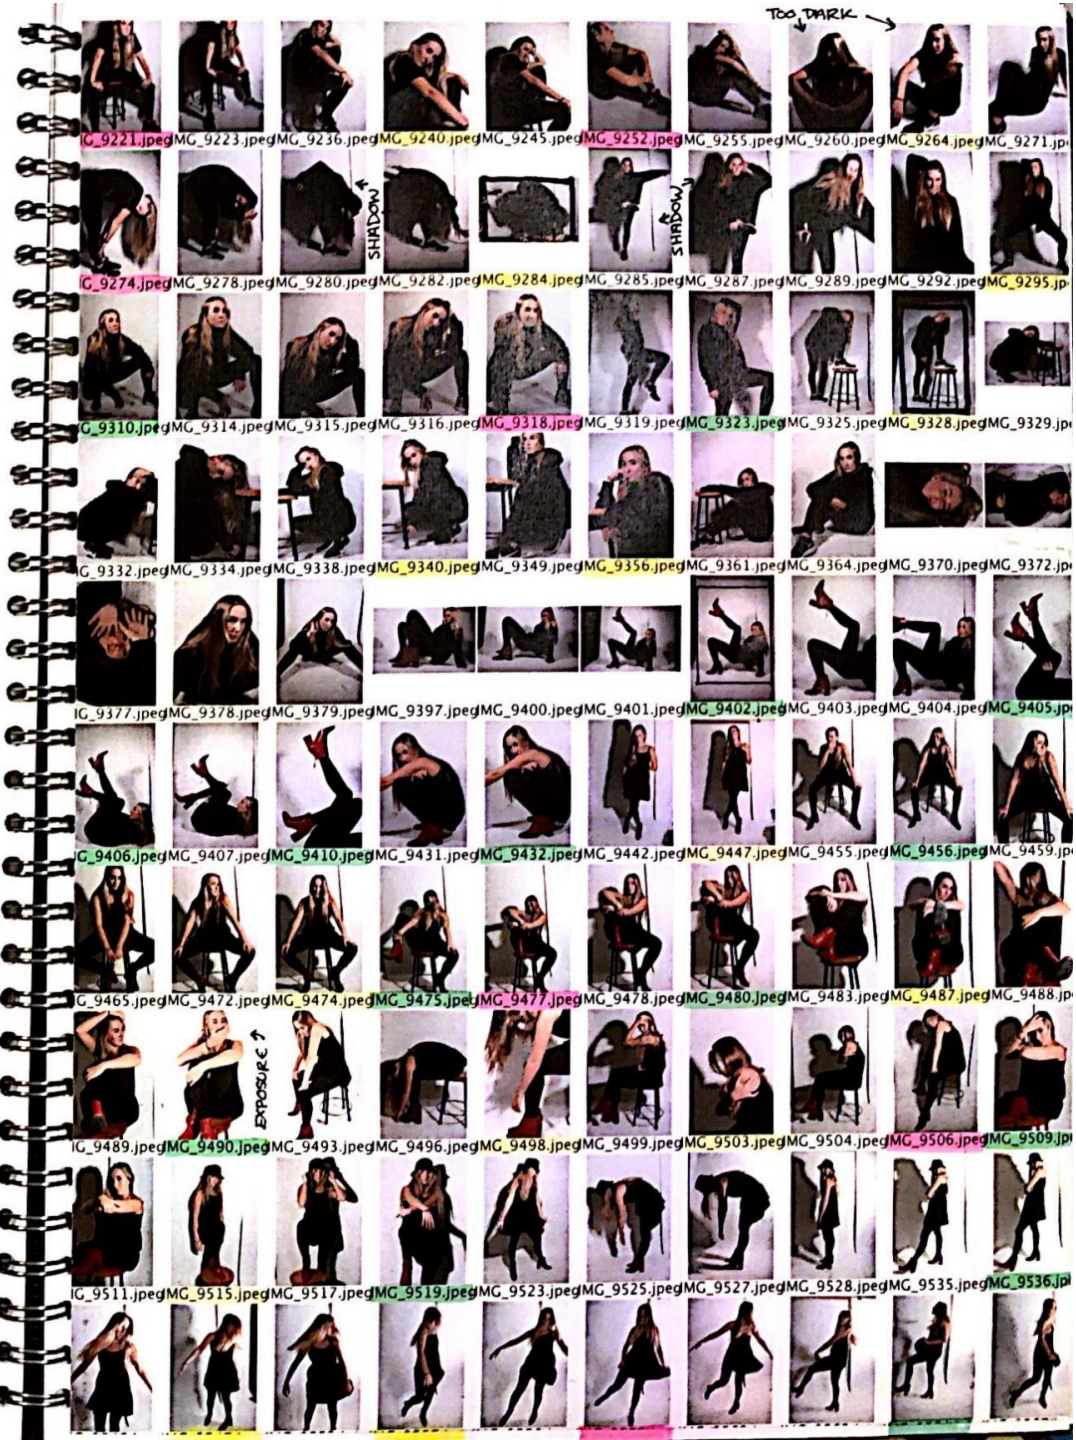 TOO DARK →
IG_9221.jpeg IMG_9223.jpeg IMG_9236.jpeg IMG_9240.jpeg IMG_9245.jpeg IMG_9252.jpeg IMG_9255.jpeg IMG_9260.jpeg IMG_9264.jpeg IMG_9271.jp
SHADOW
SHADOW
IG_9274.jpeg IMG_9278.jpeg IMG_9280.jpeg IMG_9282.jpeg IMG_9284.jpeg IMG_9285.jpeg IMG_9287.jpeg IMG_9289.jpeg IMG_9292.jpeg IMG_9295.jp
G_9310.jpeg IMG_9314.jpeg IMG_9315.jpeg IMG_9316.jpeg IMG_9318.jpeg IMG_9319.jpeg IMG_9323.jpeg IMG_9325.jpeg IMG_9328.jpeg IMG_9329.jp
G_9332.jpeg IMG_9334.jpeg IMG_9338.jpeg IMG_9340.jpeg IMG_9349.jpeg IMG_9356.jpeg IMG_9361.jpeg IMG_9364.jpeg IMG_9370.jpeg IMG_9372.jp
IG_9377.jpeg IMG_9378.jpeg IMG_9379.jpeg IMG_9397.jpeg IMG_9400.jpeg IMG_9401.jpeg IMG_9402.jpeg IMG_9403.jpeg IMG_9404.jpeg IMG_9405.jp
G_9406.jpeg IMG_9407.jpeg IMG_9410.jpeg IMG_9431.jpeg IMG_9432.jpeg IMG_9442.jpeg IMG_9447.jpeg IMG_9455.jpeg IMG_9456.jpeg IMG_9459.jp
G_9465.jpeg IMG_9472.jpeg IMG_9474.jpeg IMG_9475.jpeg IMG_9477.jpeg IMG_9478.jpeg IMG_9480.jpeg IMG_9483.jpeg IMG_9487.jpeg IMG_9488.jp
EXPOSURE →
IG_9489.jpeg IMG_9490.jpeg IMG_9493.jpeg IMG_9496.jpeg IMG_9498.jpeg IMG_9499.jpeg IMG_9503.jpeg IMG_9504.jpeg IMG_9506.jpeg IMG_9509.jp
IG_9511.jpeg IMG_9515.jpeg IMG_9517.jpeg IMG_9519.jpeg IMG_9523.jpeg IMG_9525.jpeg IMG_9527.jpeg IMG_9528.jpeg IMG_9535.jpeg IMG_9536.jp